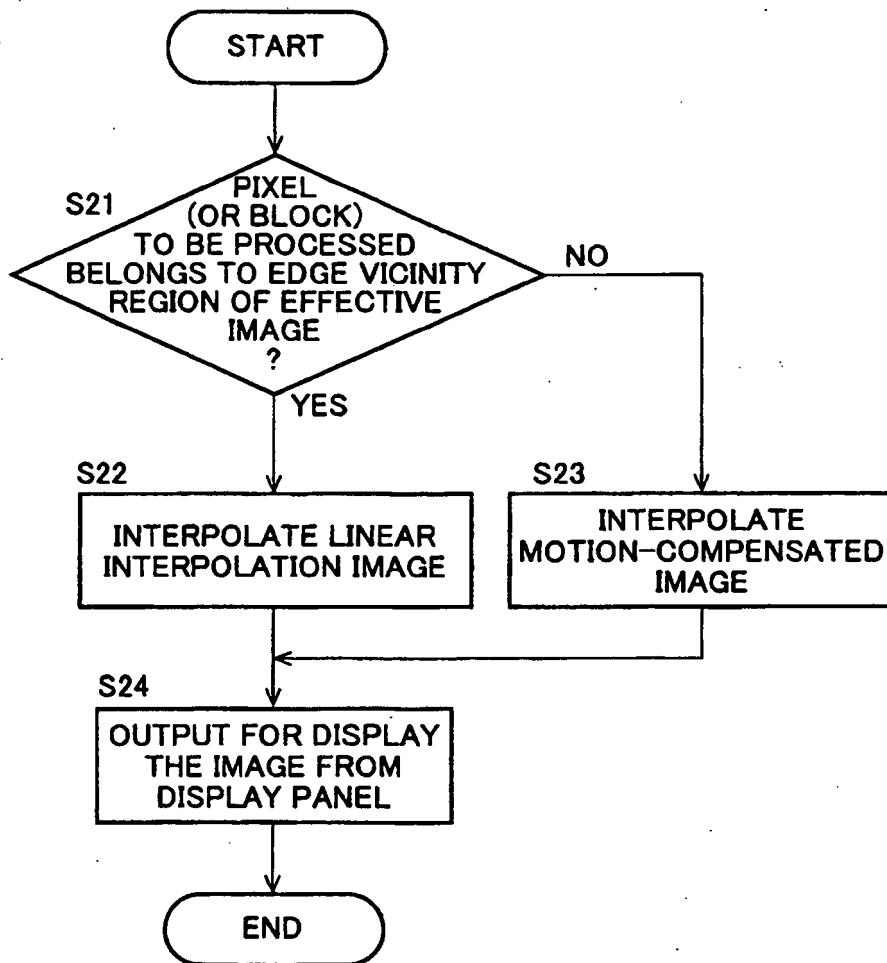 START
S21
PIXEL
(OR BLOCK)
TO BE PROCESSED
BELONGS TO EDGE VICINITY
REGION OF EFFECTIVE
IMAGE
?
NO
YES
S22
INTERPOLATE LINEAR
INTERPOLATION IMAGE
S23
INTERPOLATE
MOTION-COMPENSATED
IMAGE
S24
OUTPUT FOR DISPLAY
THE IMAGE FROM
DISPLAY PANEL
END